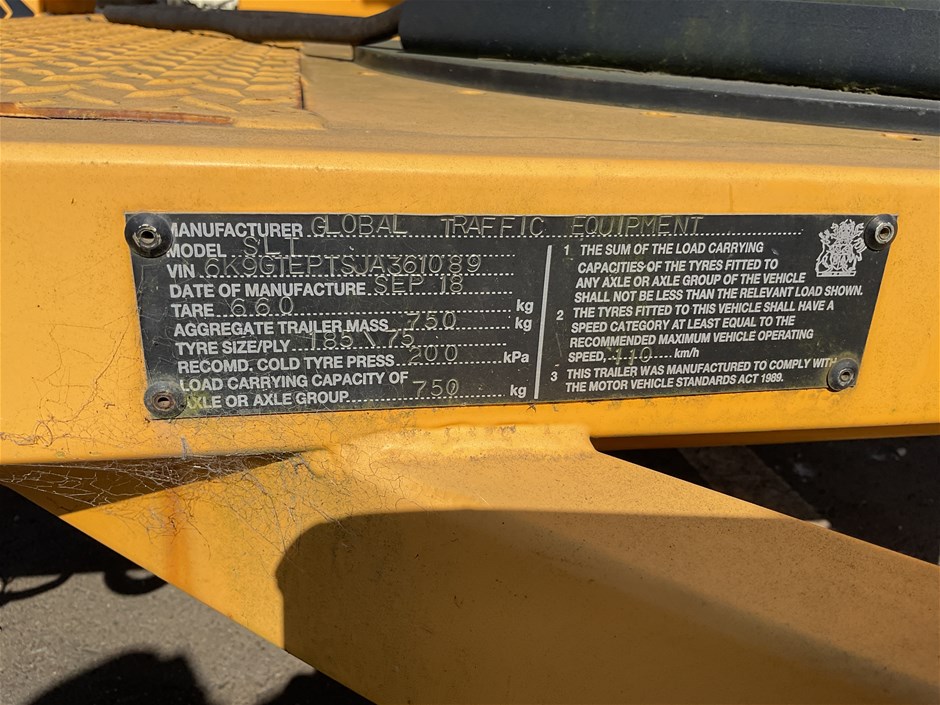 MANUFACTURER GLOBAL TRAFFIC EQUIPMENT
MODEL SLT
VIN 6K9G1EPTSJA361089
DATE OF MANUFACTURE SEP 18
TARE 660 kg
AGGREGATE TRAILER MASS 750 kg
TYRE SIZE/PLY 185\75
RECOMD. COLD TYRE PRESS. 200 kPa
LOAD CARRYING CAPACITY OF
AXLE OR AXLE GROUP 750 kg
1 THE SUM OF THE LOAD CARRYING
CAPACITIES OF THE TYRES FITTED TO
ANY AXLE OR AXLE GROUP OF THE VEHICLE
SHALL NOT BE LESS THAN THE RELEVANT LOAD SHOWN.
2 THE TYRES FITTED TO THIS VEHICLE SHALL HAVE A
SPEED CATEGORY AT LEAST EQUAL TO THE
RECOMMENDED MAXIMUM VEHICLE OPERATING
SPEED, 110 km/h
3 THIS TRAILER WAS MANUFACTURED TO COMPLY WITH
THE MOTOR VEHICLE STANDARDS ACT 1989.